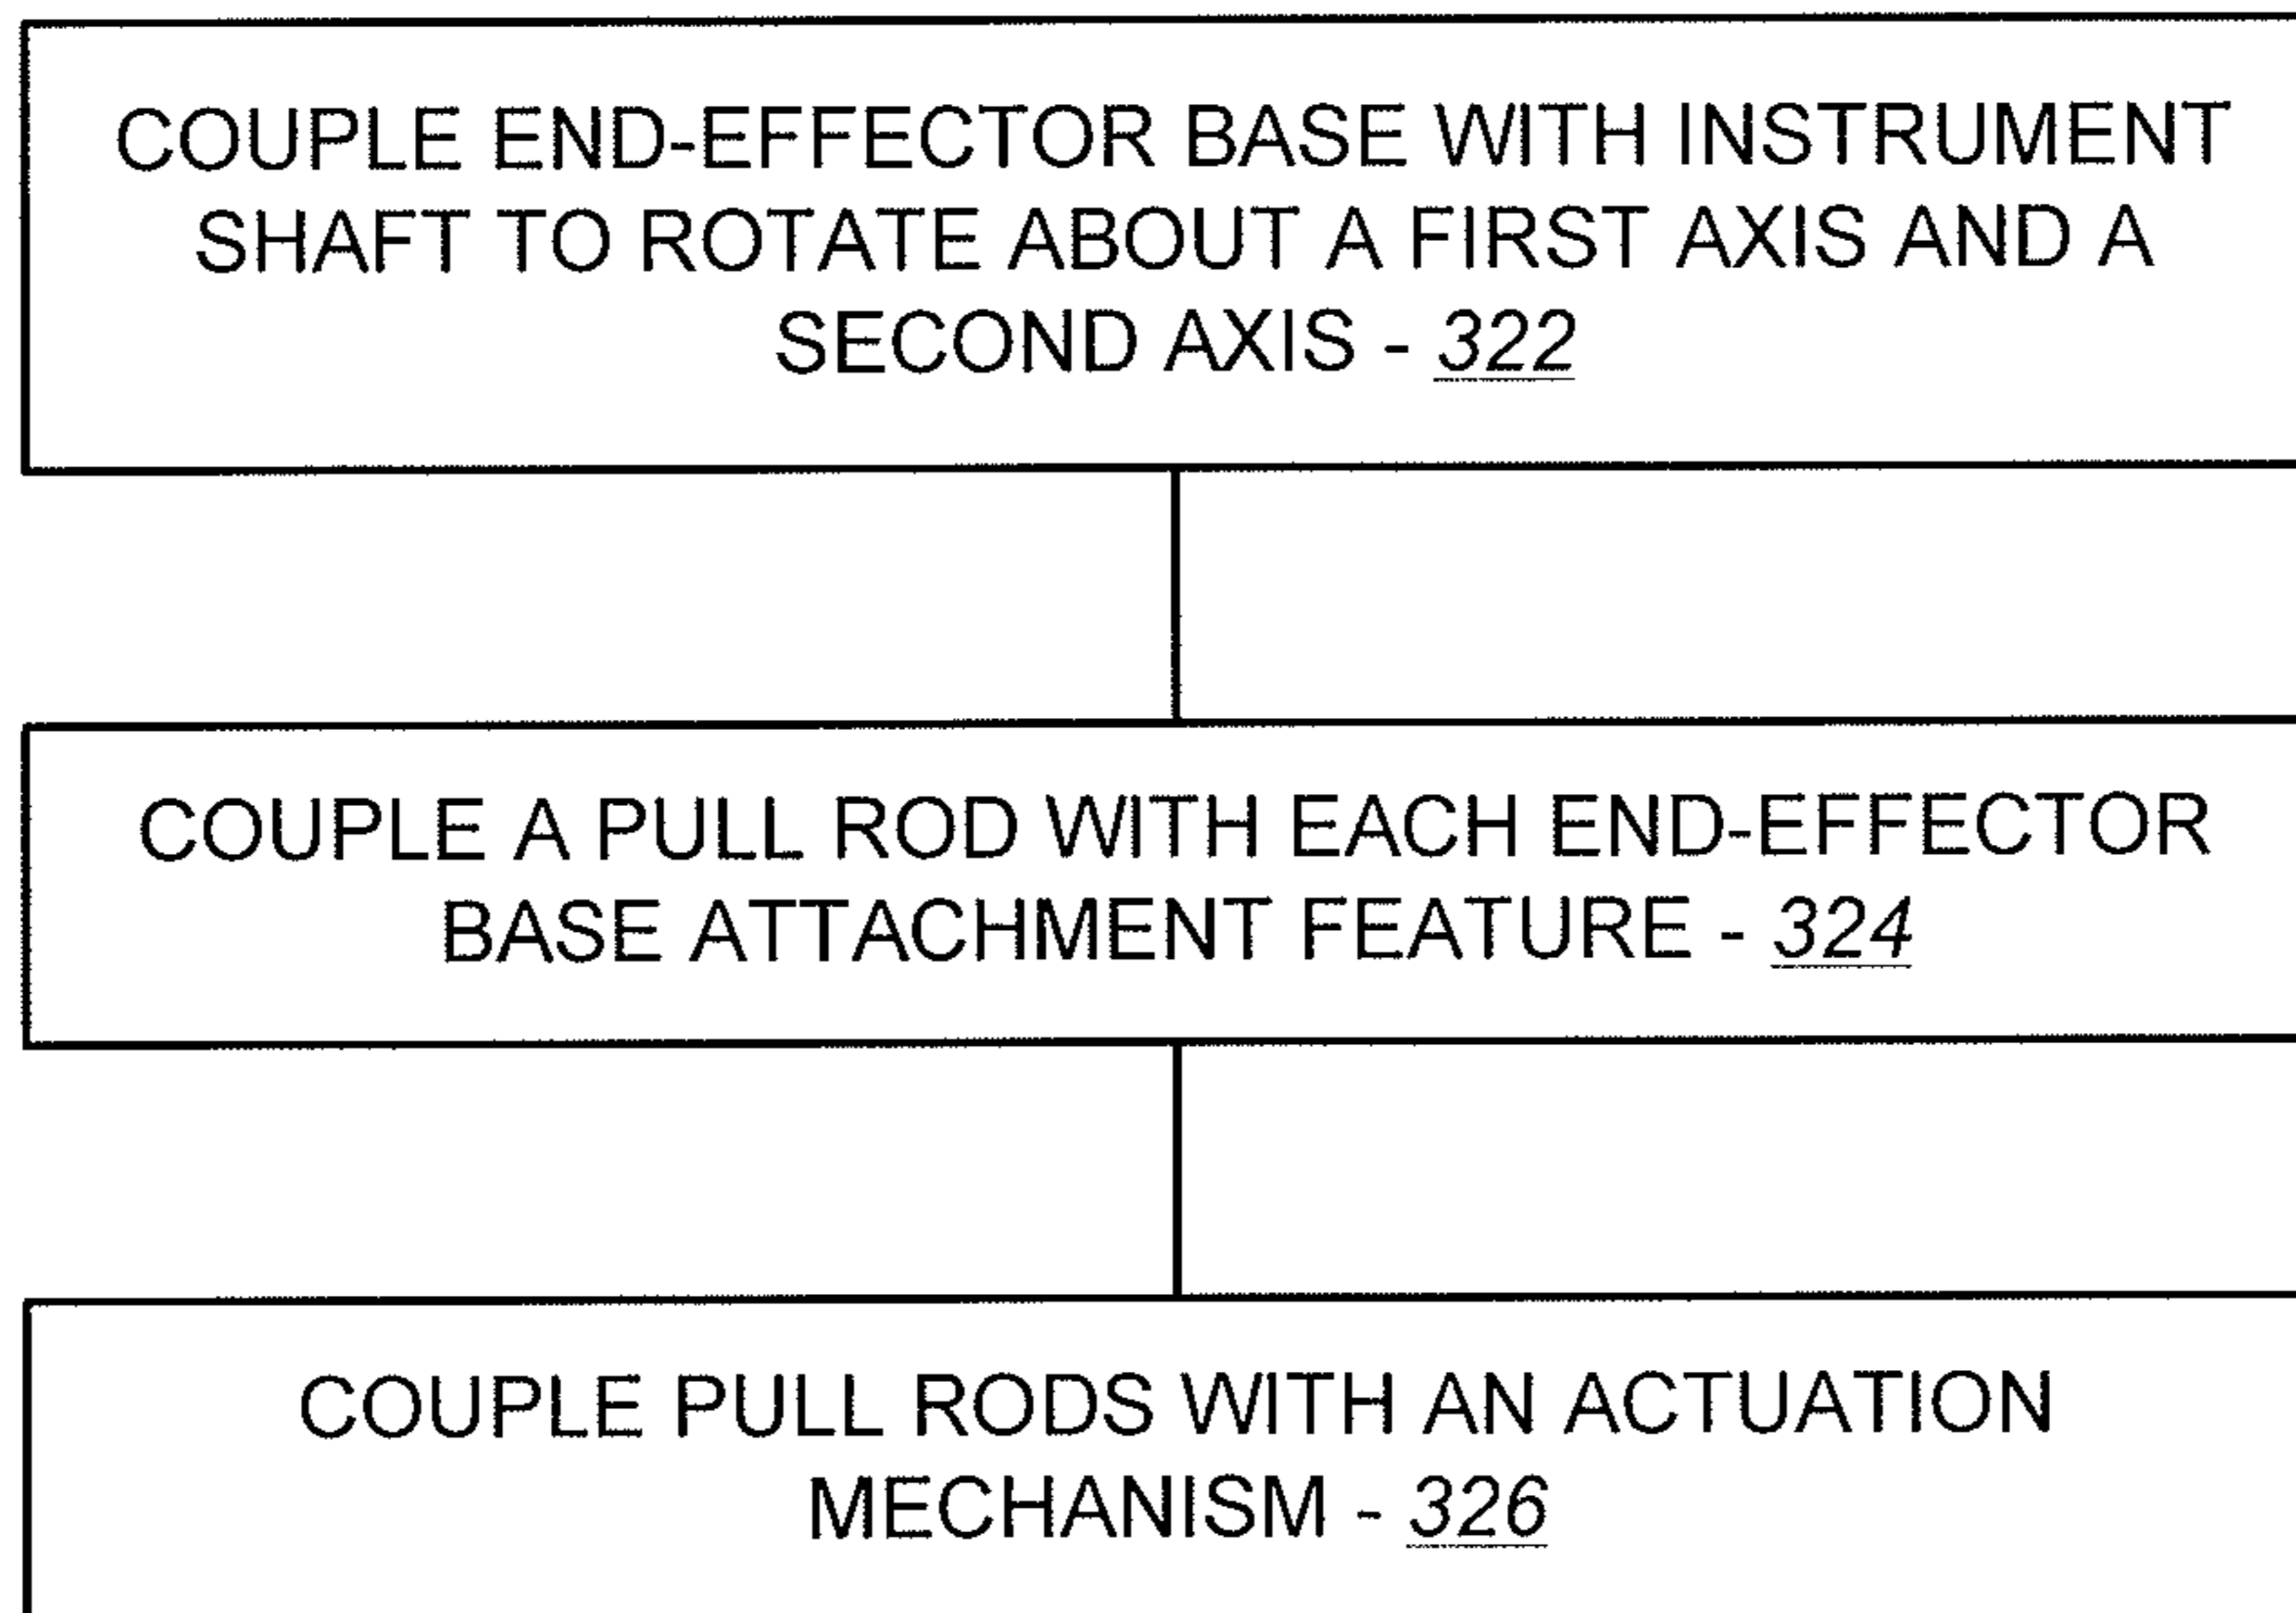 COUPLE END-EFFECTOR BASE WITH INSTRUMENT
SHAFT TO ROTATE ABOUT A FIRST AXIS AND A
SECOND AXIS - 322
COUPLE A PULL ROD WITH EACH END-EFFECTOR
BASE ATTACHMENT FEATURE - 324
COUPLE PULL RODS WITH AN ACTUATION
MECHANISM - 326